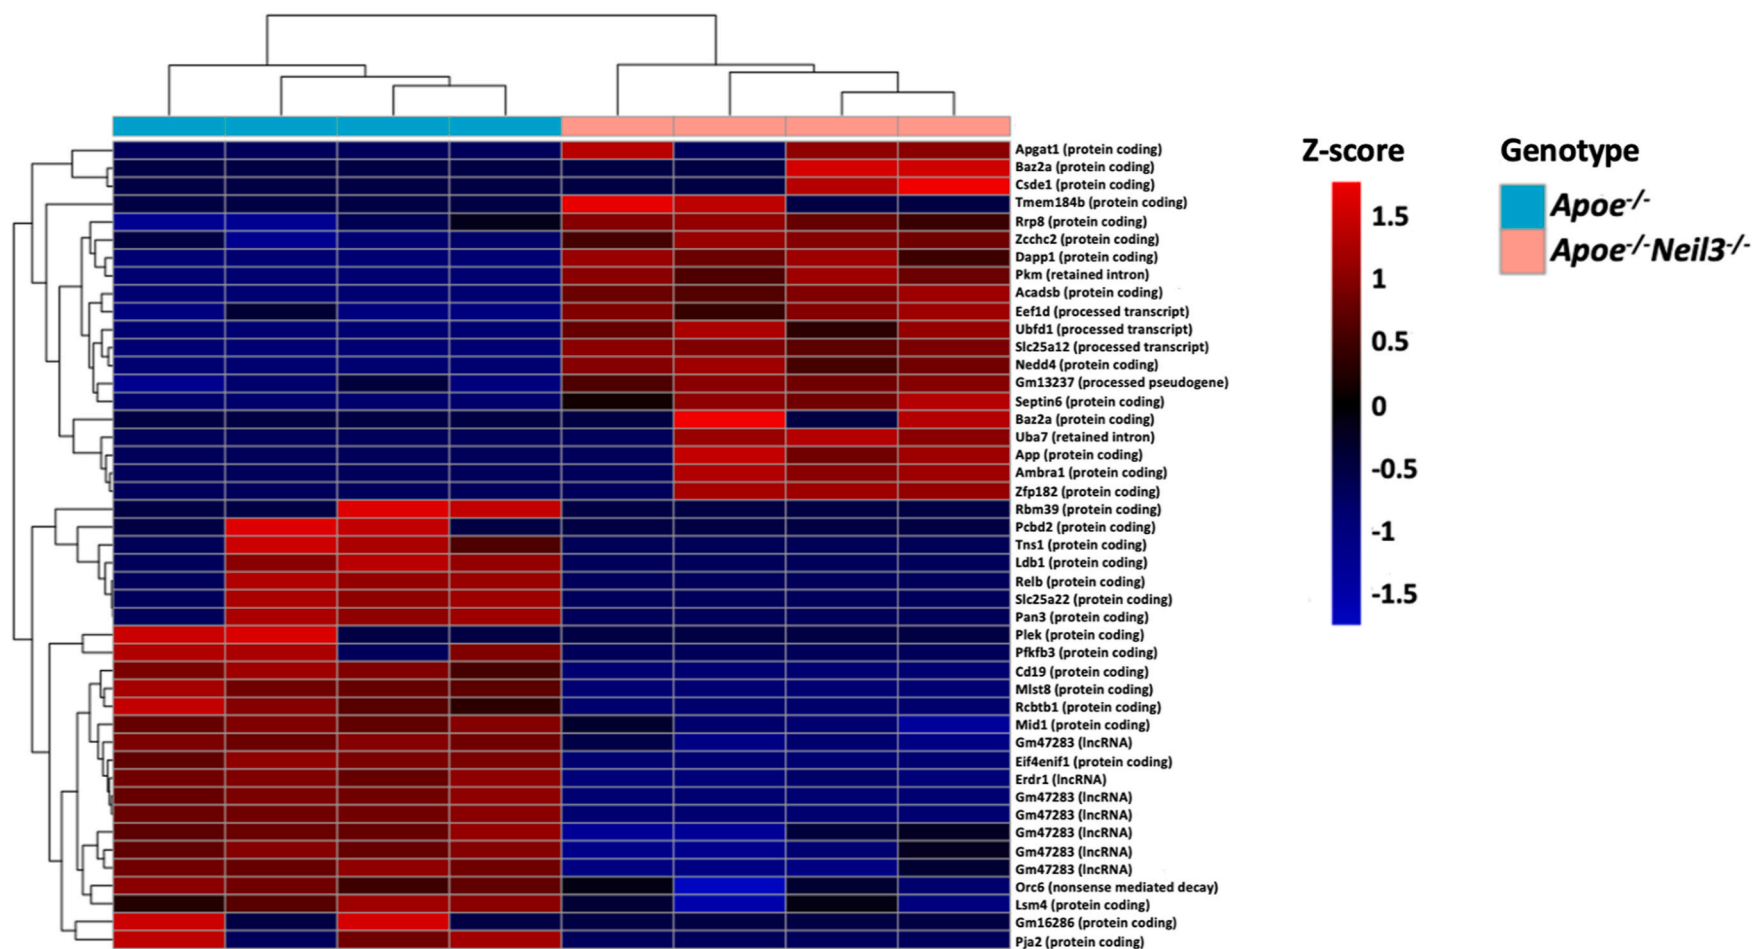 Apgat1 (protein coding)
Baz2a (protein coding)
Csde1 (protein coding)
Tmem184b (protein coding)
Rrp8 (protein coding)
Zcchc2 (protein coding)
Dapp1 (protein coding)
Pkm (retained intron)
Acadsb (protein coding)
Eef1d (processed transcript)
Ubfd1 (processed transcript)
Slc25a12 (processed transcript)
Nedd4 (protein coding)
Gm13237 (processed pseudogene)
Septin6 (protein coding)
Baz2a (protein coding)
Uba7 (retained intron)
App (protein coding)
Ambra1 (protein coding)
Zfp182 (protein coding)
Rbm39 (protein coding)
Pcbd2 (protein coding)
Tns1 (protein coding)
Ldb1 (protein coding)
Relb (protein coding)
Slc25a22 (protein coding)
Pan3 (protein coding)
Plek (protein coding)
Pfkfb3 (protein coding)
Cd19 (protein coding)
Mlst8 (protein coding)
Rcbtb1 (protein coding)
Mid1 (protein coding)
Gm47283 (lncRNA)
Eif4enif1 (protein coding)
Erdr1 (lncRNA)
Gm47283 (lncRNA)
Gm47283 (lncRNA)
Gm47283 (lncRNA)
Gm47283 (lncRNA)
Gm47283 (lncRNA)
Orc6 (nonsense mediated decay)
Lsm4 (protein coding)
Gm16286 (protein coding)
Pja2 (protein coding)
Z-score
1.5
1
0.5
0
-0.5
-1
-1.5
Genotype
Apoe-/-
Apoe-/-Neil3-/-